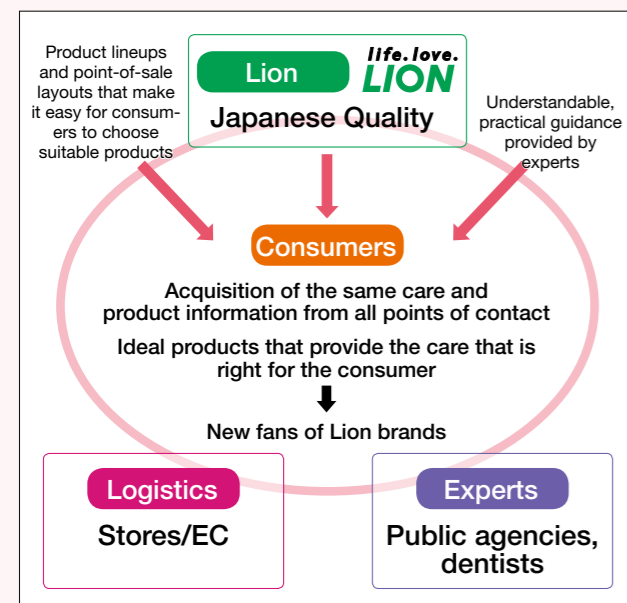 Product lineups
and point-of-sale
layouts that make
it easy for consum-
ers to choose
suitable products
Lion
life.love.
LION
Japanese Quality
Understandable,
practical guidance
provided by
experts
Consumers
Acquisition of the same care and
product information from all points of contact
Ideal products that provide the care that is
right for the consumer
New fans of Lion brands
Logistics
Stores/EC
Experts
Public agencies,
dentists